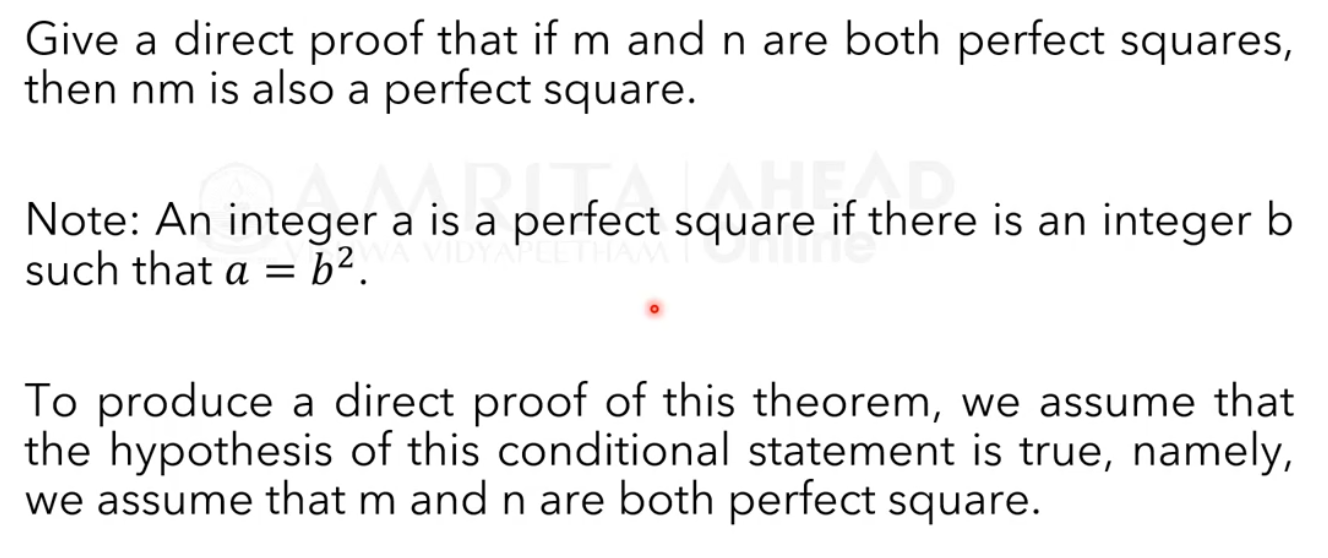 Give a direct proof that if m and n are both perfect squares,
then nm is also a perfect square.
AMRITA AHEAD
VISHWA VIDYAPEETHAM Online
Note: An integer a is a perfect square if there is an integer b
such that a = b².
To produce a direct proof of this theorem, we assume that
the hypothesis of this conditional statement is true, namely,
we assume that m and n are both perfect square.